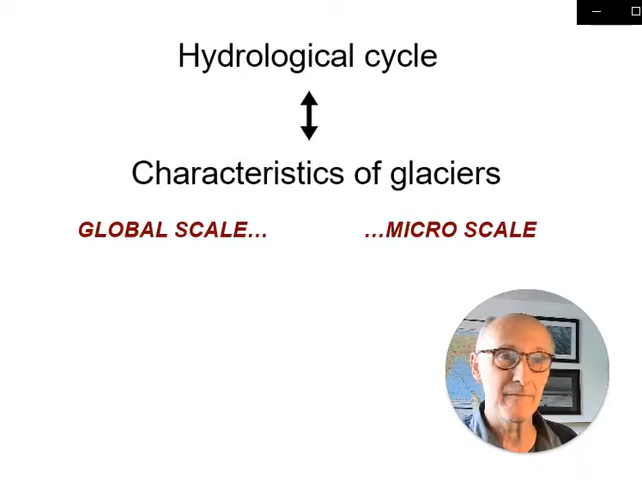 Hydrological cycle
Characteristics of glaciers
GLOBAL SCALE… …MICRO SCALE